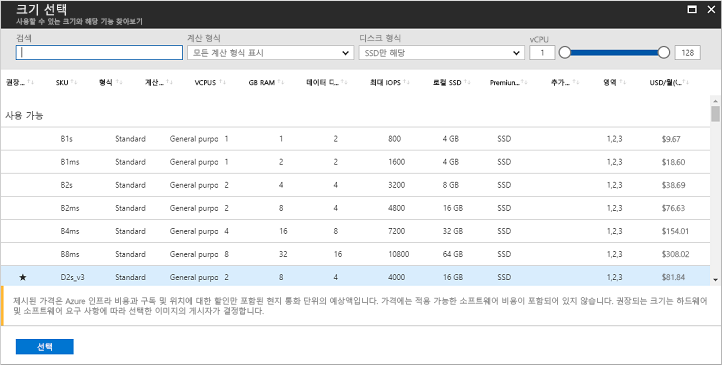 크기 선택
사용할 수 있는 크기와 해당 기능 찾아보기
검색 계산 형식 디스크 형식 vCPU
모든 계산 형식 표시 SSD만 해당 1 128
권장... SKU 형식 계산... VCPUS GB RAM 데이터 디... 최대 IOPS 로컬 SSD Premium... 추가... 영역 USD/월(...
사용 가능
B1s Standard General purpo 1 1 2 800 4 GB SSD 1,2,3 $9.67
B1ms Standard General purpo 1 2 2 1600 4 GB SSD 1,2,3 $18.60
B2s Standard General purpo 2 4 4 3200 8 GB SSD 1,2,3 $38.69
B2ms Standard General purpo 2 8 4 4800 16 GB SSD 1,2,3 $76.63
B4ms Standard General purpo 4 16 8 7200 32 GB SSD 1,2,3 $154.01
B8ms Standard General purpo 8 32 16 10800 64 GB SSD 1,2,3 $308.02
★ D2s_v3 Standard General purpo 2 8 4 4000 16 GB SSD 1,2,3 $81.84
제시된 가격은 Azure 인프라 비용과 구독 및 위치에 대한 할인만 포함된 현지 통화 단위의 예상액입니다. 가격에는 적용 가능한 소프트웨어 비용이 포함되어 있지 않습니다. 권장되는 크기는 하드웨어
및 소프트웨어 요구 사항에 따라 선택한 이미지의 게시자가 결정합니다.
선택